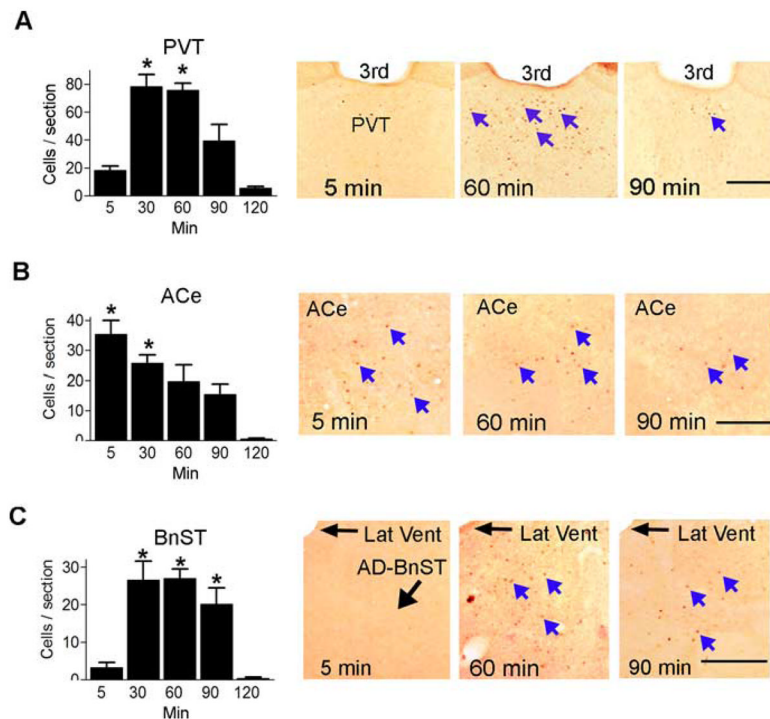 A
PVT
Cells / section
80
60
40
20
0
5 30 60 90 120
Min
3rd
PVT
5 min
3rd
60 min
3rd
90 min
B
ACe
Cells / section
40
30
20
10
0
5 30 60 90 120
Min
ACe
5 min
ACe
60 min
ACe
90 min
C
BnST
Cells / section
30
20
10
0
5 30 60 90 120
Min
Lat Vent
AD-BnST
5 min
Lat Vent
60 min
Lat Vent
90 min